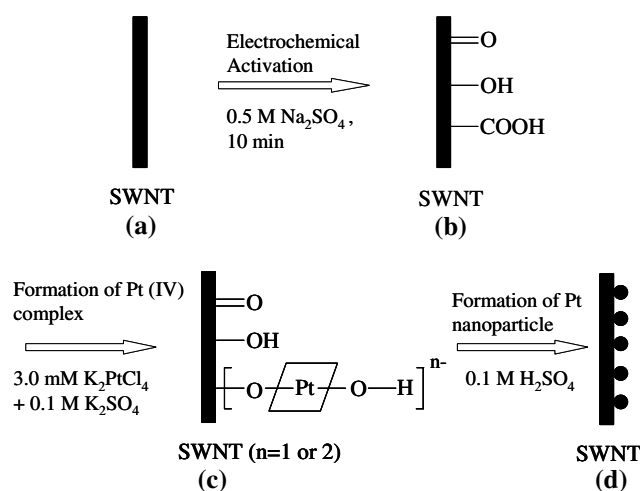 Electrochemical
Activation
0.5 M Na₂SO₄,
10 min
SWNT
(a)
O
OH
COOH
SWNT
(b)
Formation of Pt (IV)
complex
3.0 mM K₂PtCl₄
+ 0.1 M K₂SO₄
O
OH
[O Pt O H]ⁿ⁻
SWNT (n=1 or 2)
(c)
Formation of Pt
nanoparticle
0.1 M H₂SO₄
SWNT
(d)